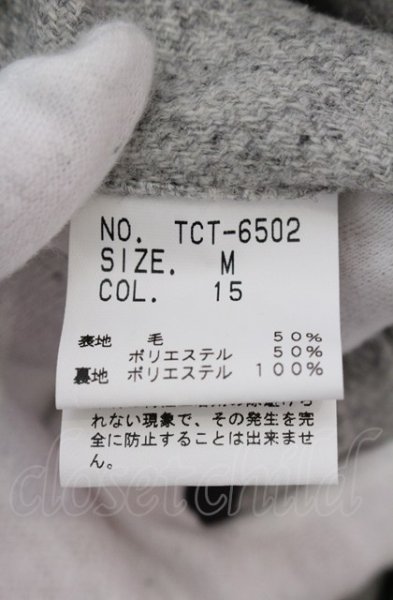 NO. TCT-6502
SIZE. M
COL. 15
表地 毛 50%
ポリエステル 50%
裏地 ポリエステル 100%
れない現象で、その発生を完
全に防止することは出来ませ
ん。
closet child